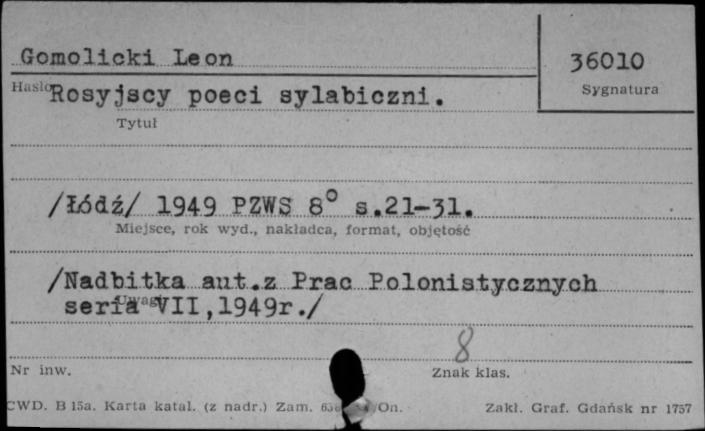 Gomolicki Leon
36010
Hasło
Sygnatura
Rosyjscy poeci sylabiczni.
Tytuł
/Łódź/ 1949 PZWS 8° s.21-31.
Miejsce, rok wyd., nakładca, format, objętość
/Nadbitka aut.z Prac Polonistycznych
Uwagi
seria VII,1949r./
8
Nr inw.
Znak klas.
CWD. B 15a. Karta katal. (z nadr.) Zam. /On. Zakł. Graf. Gdańsk nr 1757